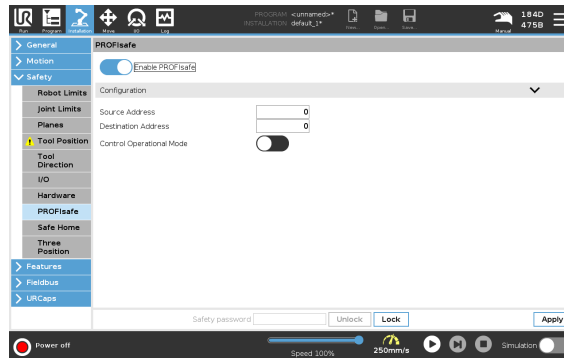 PROGRAM <unnamed>*
INSTALLATION default_1*
184D
475B
Run
Program
Installation
Move
I/O
Log
New...
Open...
Save...
Manual
General
Motion
Safety
Robot Limits
Joint Limits
Planes
Tool Position
Tool
Direction
I/O
Hardware
PROFIsafe
Safe Home
Three
Position
Features
Fieldbus
URCaps
PROFIsafe
Enable PROFIsafe
Configuration
Source Address 0
Destination Address 0
Control Operational Mode
Safety password
Unlock
Lock
Apply
Power off
Speed 100%
250mm/s
Simulation